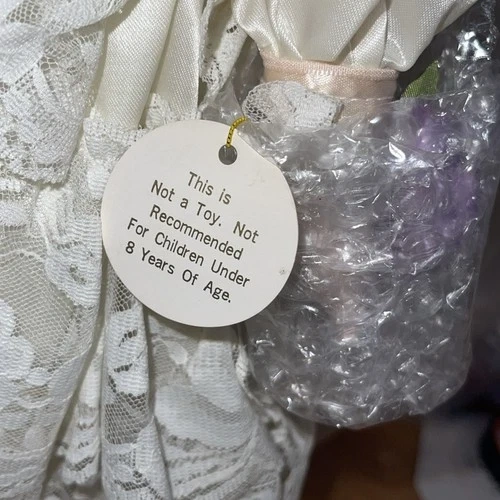 This is
Not a Toy. Not
Recommended
For Children Under
8 Years Of Age.